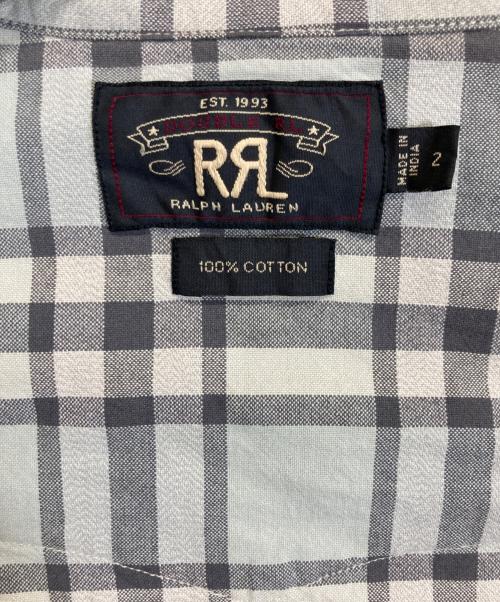 EST. 1993
DOUBLE RL
RRL
RALPH LAUREN
MADE IN
INDIA
2
100% COTTON